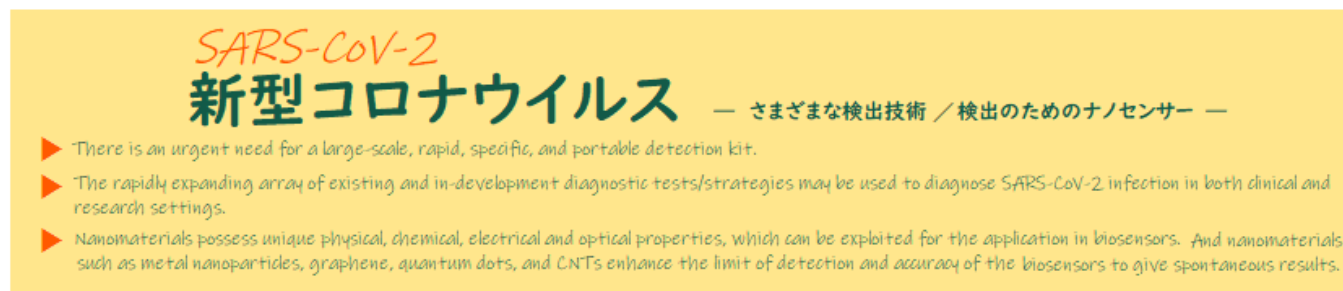 SARS-CoV-2
新型コロナウイルス ― さまざまな検出技術 ／検出のためのナノセンサー ―
There is an urgent need for a large-scale, rapid, specific, and portable detection kit.
The rapidly expanding array of existing and in-development diagnostic tests/strategies may be used to diagnose SARS-CoV-2 infection in both clinical and
research settings.
Nanomaterials possess unique physical, chemical, electrical and optical properties, which can be exploited for the application in biosensors. And nanomaterials
such as metal nanoparticles, graphene, quantum dots, and CNTs enhance the limit of detection and accuracy of the biosensors to give spontaneous results.